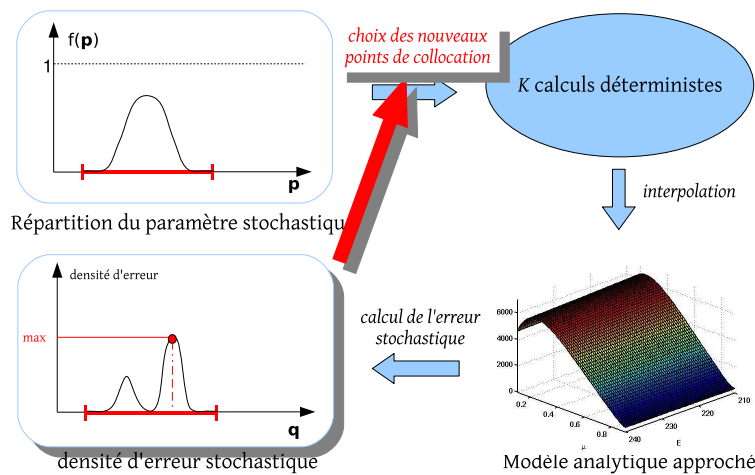 f(p)
1
p
Répartition du paramètre stochastiqu
choix des nouveaux
points de collocation
K calculs déterministes
interpolation
densité d'erreur
max
q
densité d'erreur stochastique
calcul de l'erreur
stochastique
6000
4000
2000
0
0.2
0.4
0.6
0.8
μ
240
230
220
210
E
Modèle analytique approché